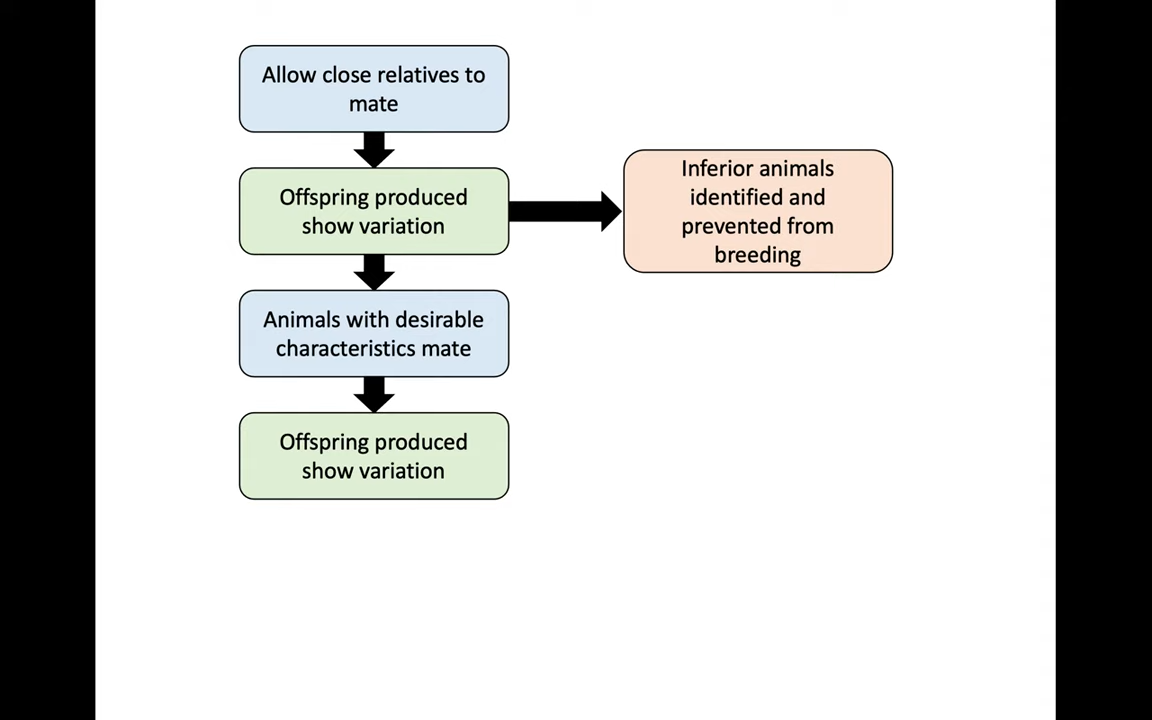 Allow close relatives to
mate
Offspring produced
show variation
Inferior animals
identified and
prevented from
breeding
Animals with desirable
characteristics mate
Offspring produced
show variation